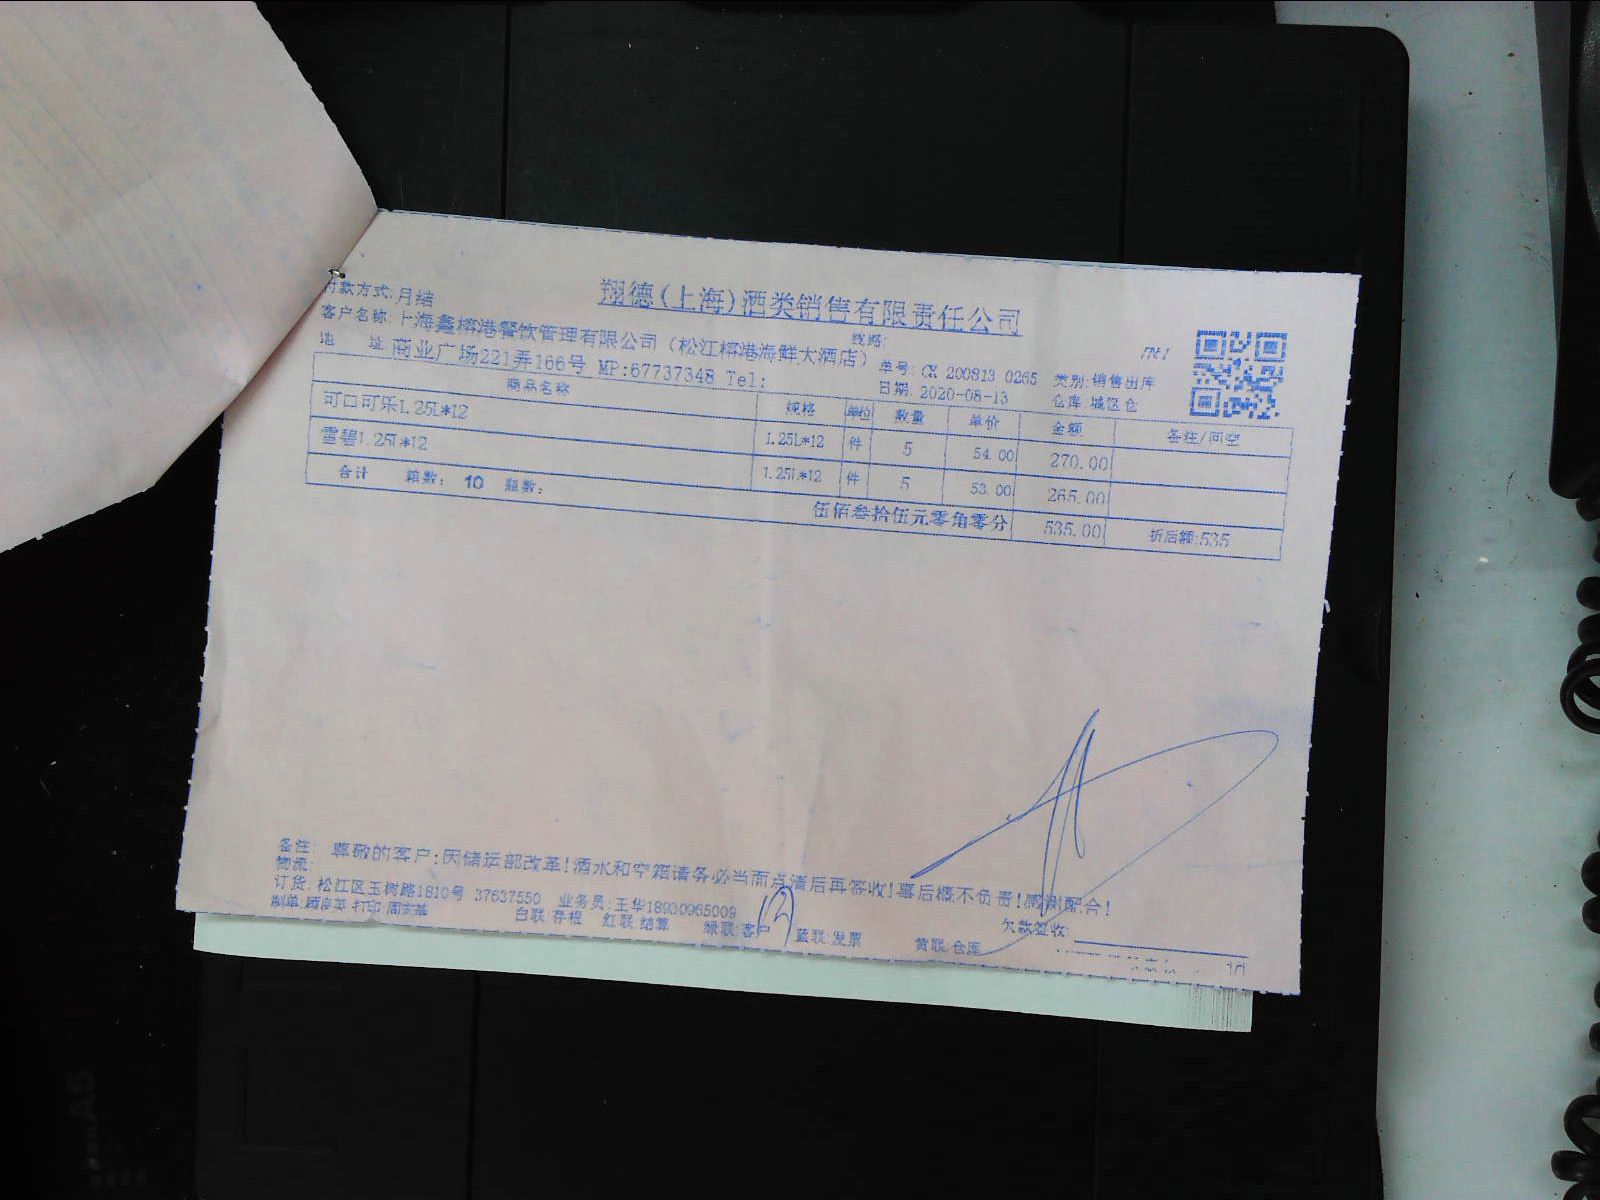 翔德(上海)酒类销售有限责任公司
付款方式:月结
线路:
客户名称:上海鑫榕港餐饮管理有限公司(松江榕港海鲜大酒店)
单号:CK 200813 0265 类别:销售出库
地 址:商业广场221弄166号 MP:67737348 Tel:
日期:2020-08-13 仓库:城区仓
商品名称 规格 单位 数量 单价 金额 备注/回空
可口可乐1.25L*12 1.25L*12 件 5 54.00 270.00
雪碧1.25L*12 1.25L*12 件 5 53.00 265.00
合计 箱数: 10 瓶数: 伍佰叁拾伍元零角零分 535.00 折后额:535
备注: 尊敬的客户:因储运部改革!酒水和空箱请务必当面点清后再签收!事后概不负责!感谢配合!
物流:
订货: 松江区玉树路1810号 37637550 业务员:王华18930965009
欠款签收:
制单:顾良英 打印:周宏基 白联:存根 红联:结算 绿联:客户 蓝联:发票 黄联:仓库
1/1